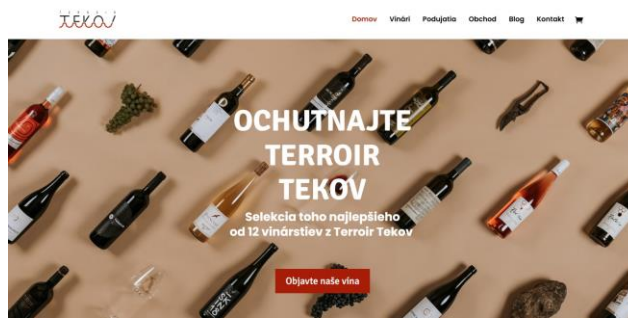 TERROIR
TEKOV
Domov Vinári Podujatia Obchod Blog Kontakt
OCHUTNAJTE
TERROIR
TEKOV
Selekcia toho najlepšieho
od 12 vinárstiev z Terroir Tekov
Objavte naše vína